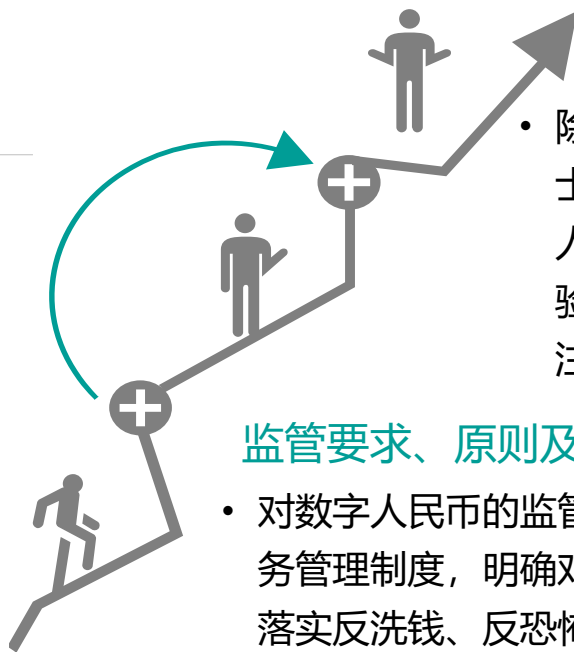 • 除
士
人
验
注
监管要求、原则及
• 对数字人民币的监管
务管理制度，明确对
落实反洗钱、反恐怖